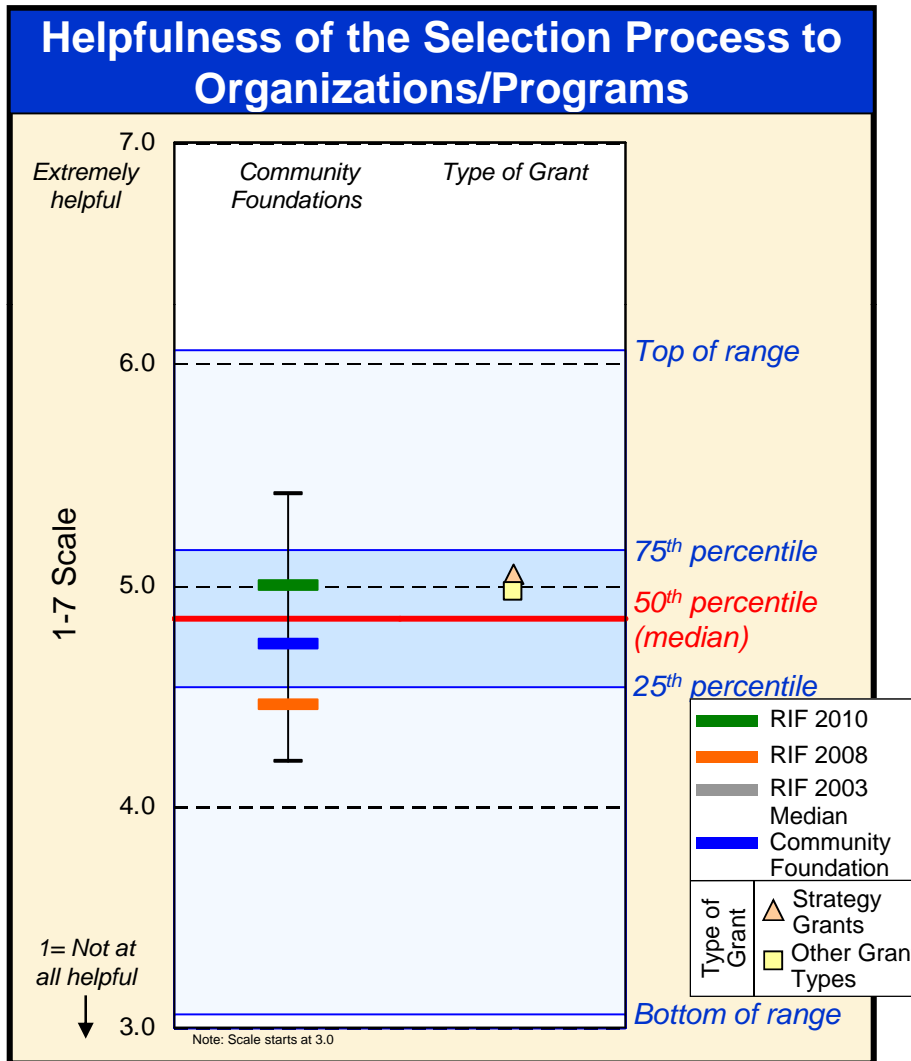 Helpfulness of the Selection Process to
Organizations/Programs
7.0
Extremely
helpful
Community
Foundations
Type of Grant
6.0
Top of range
1-7 Scale
75th percentile
5.0
50th percentile
(median)
25th percentile
RIF 2010
RIF 2008
RIF 2003
Median
Community
Foundation
4.0
Type of
Grant
Strategy
Grants
Other Gran
Types
1= Not at
all helpful
3.0
Bottom of range
Note: Scale starts at 3.0